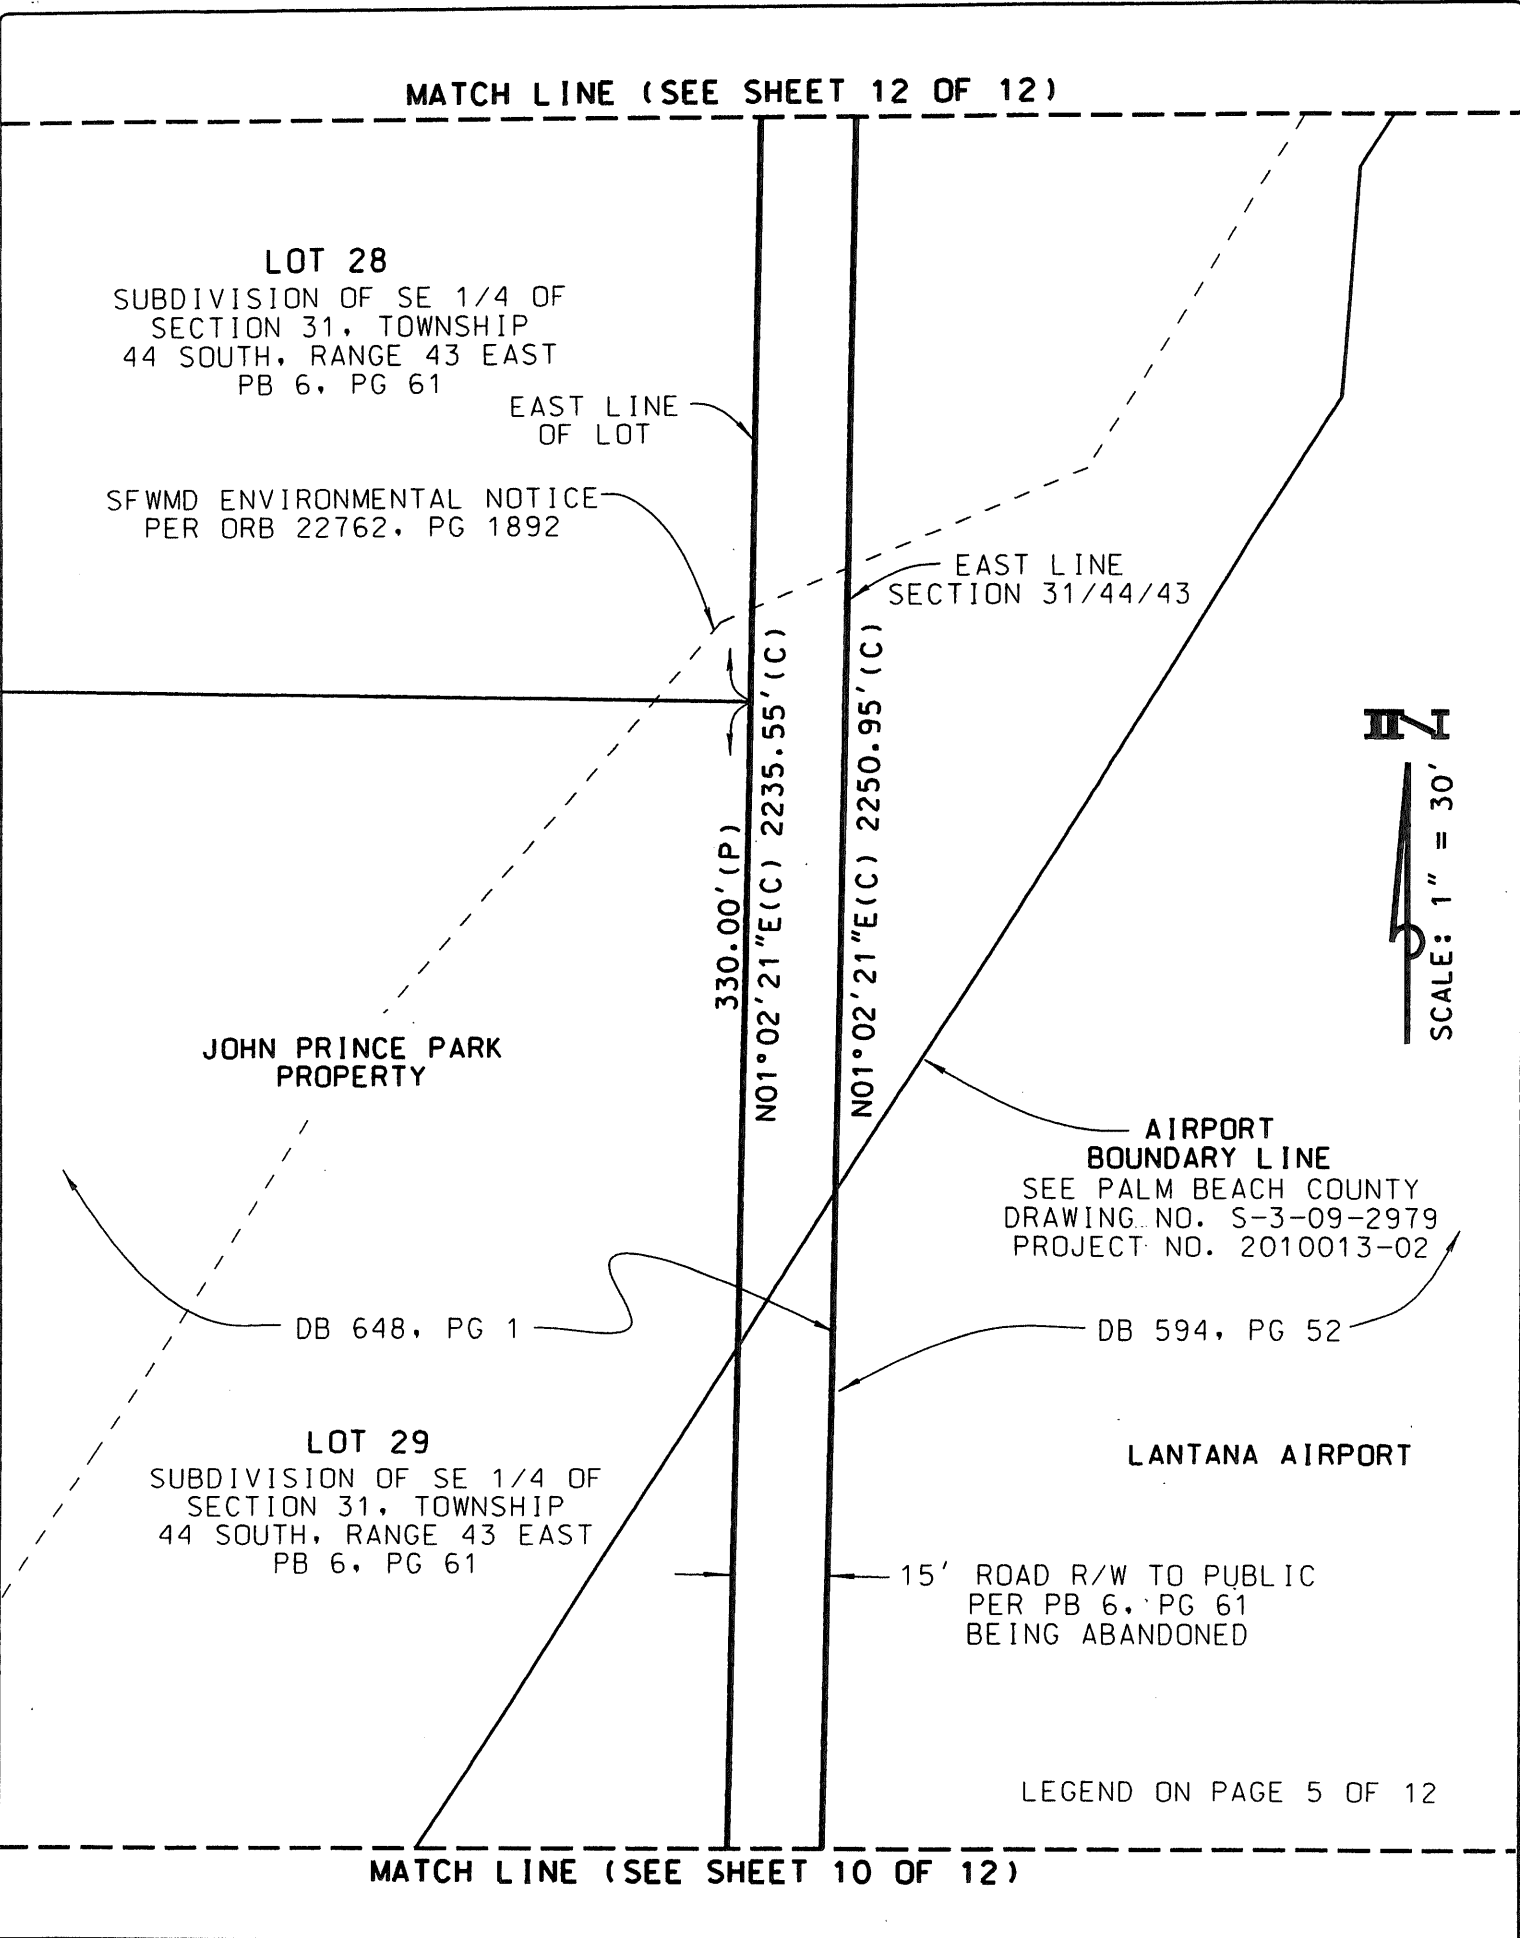 MATCH LINE (SEE SHEET 12 OF 12)
LOT 28
SUBDIVISION OF SE 1/4 OF
SECTION 31, TOWNSHIP
44 SOUTH, RANGE 43 EAST
PB 6, PG 61
EAST LINE
OF LOT
SFWMD ENVIRONMENTAL NOTICE
PER ORB 22762, PG 1892
EAST LINE
SECTION 31/44/43
330.00'(P)
N01°02'21"E(C) 2235.55'(C)
N01°02'21"E(C) 2250.95'(C)
N
SCALE: 1" = 30'
JOHN PRINCE PARK
PROPERTY
AIRPORT
BOUNDARY LINE
SEE PALM BEACH COUNTY
DRAWING NO. S-3-09-2979
PROJECT NO. 2010013-02
DB 648, PG 1
DB 594, PG 52
LOT 29
SUBDIVISION OF SE 1/4 OF
SECTION 31, TOWNSHIP
44 SOUTH, RANGE 43 EAST
PB 6, PG 61
LANTANA AIRPORT
15' ROAD R/W TO PUBLIC
PER PB 6, PG 61
BEING ABANDONED
LEGEND ON PAGE 5 OF 12
MATCH LINE (SEE SHEET 10 OF 12)